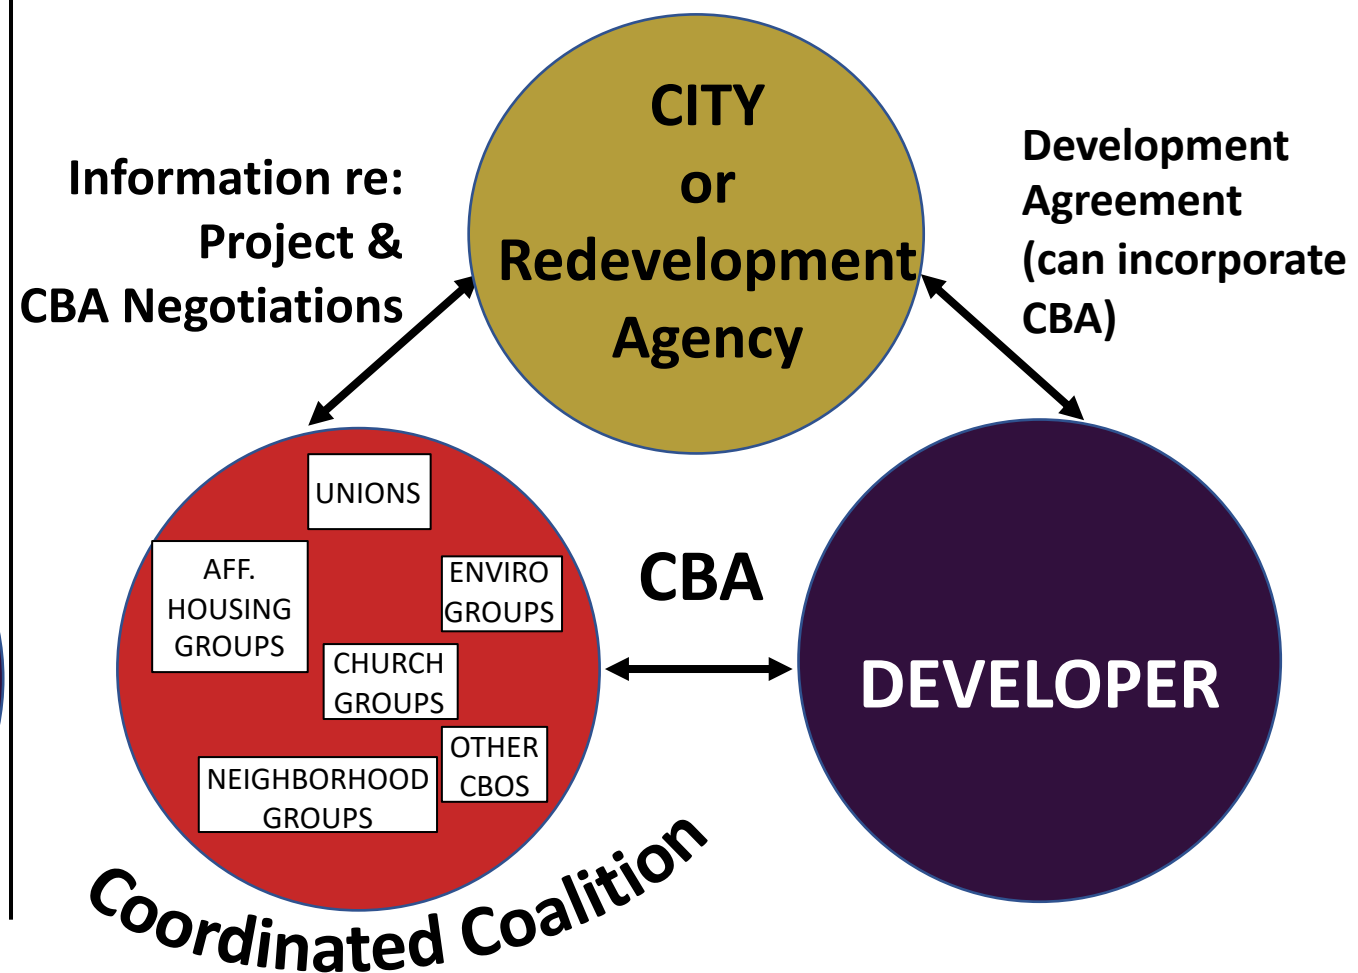 CITY
or
Redevelopment
Agency
Information re:
Project &
CBA Negotiations
Development
Agreement
(can incorporate
CBA)
UNIONS
AFF.
HOUSING
GROUPS
ENVIRO
GROUPS
CHURCH
GROUPS
OTHER
CBOS
NEIGHBORHOOD
GROUPS
Coordinated Coalition
CBA
DEVELOPER